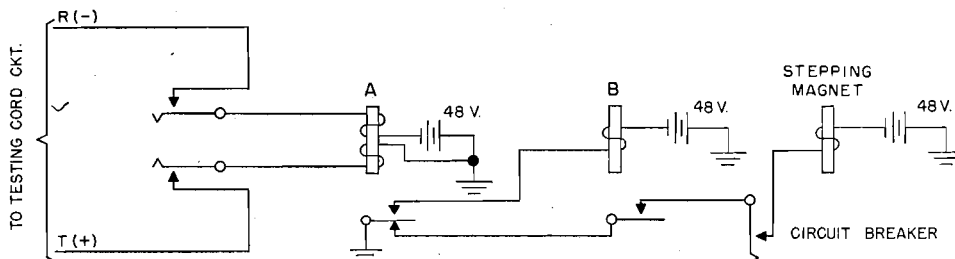 R (-)
TO TESTING CORD CKT.
A
48 V.
B
48 V.
STEPPING
MAGNET
48 V.
T (+)
CIRCUIT BREAKER